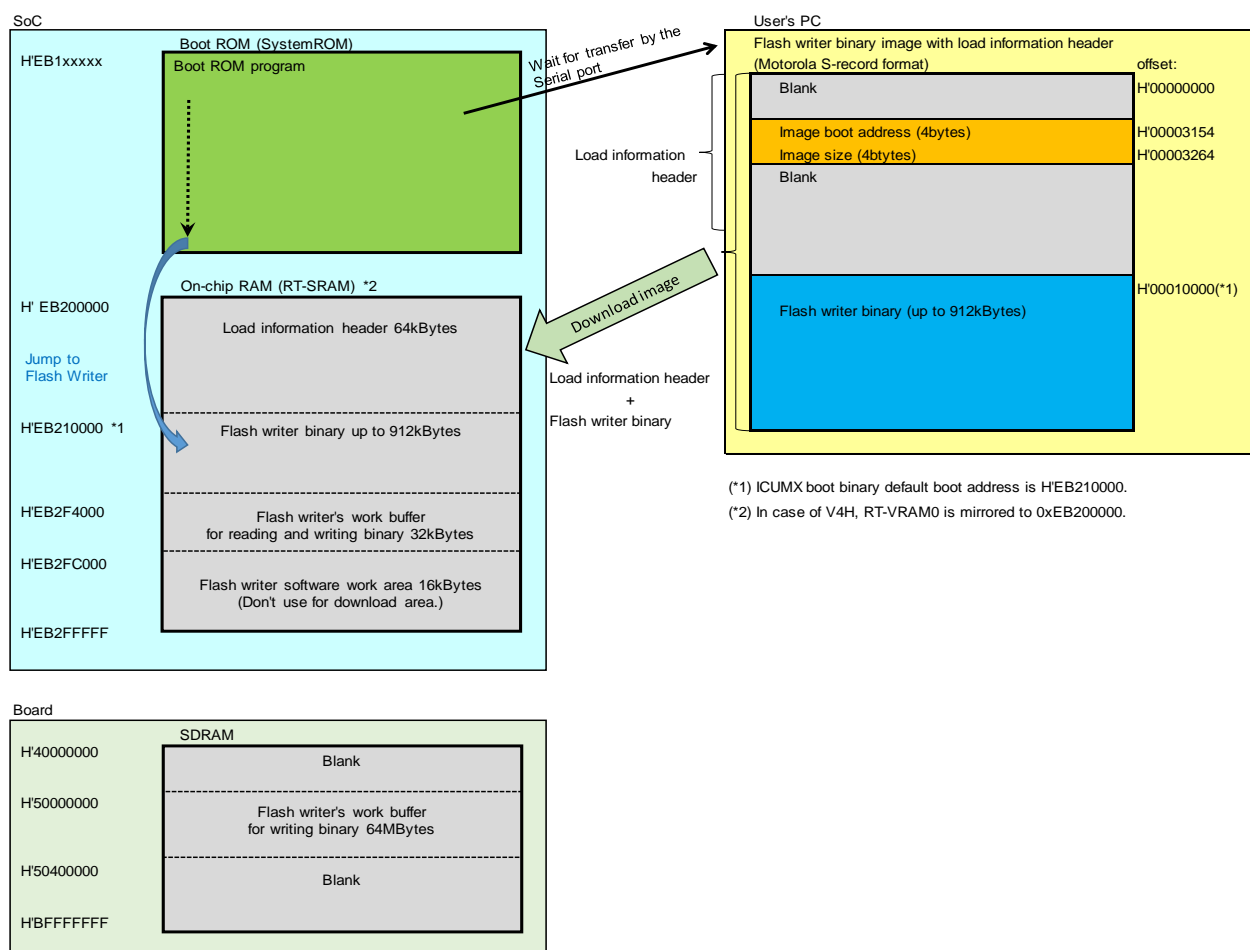 SoC
Boot ROM (SystemROM)
H'EB1xxxxx
Boot ROM program
Wait for transfer by the
Serial port
User's PC
Flash writer binary image with load information header
(Motorola S-record format)
offset:
Blank
H'00000000
Image boot address (4bytes)
H'00003154
Image size (4btytes)
H'00003264
Load information
header
Blank
H'00010000(*1)
Flash writer binary (up to 912kBytes)
On-chip RAM (RT-SRAM) *2
H' EB200000
Load information header 64kBytes
Download image
Jump to
Flash Writer
Load information header
+
Flash writer binary
H'EB210000 *1
Flash writer binary up to 912kBytes
H'EB2F4000
Flash writer's work buffer
for reading and writing binary 32kBytes
H'EB2FC000
Flash writer software work area 16kBytes
(Don't use for download area.)
H'EB2FFFFF
(*1) ICUMX boot binary default boot address is H'EB210000.
(*2) In case of V4H, RT-VRAM0 is mirrored to 0xEB200000.
Board
SDRAM
H'40000000
Blank
H'50000000
Flash writer's work buffer
for writing binary 64MBytes
H'50400000
Blank
H'BFFFFFFF